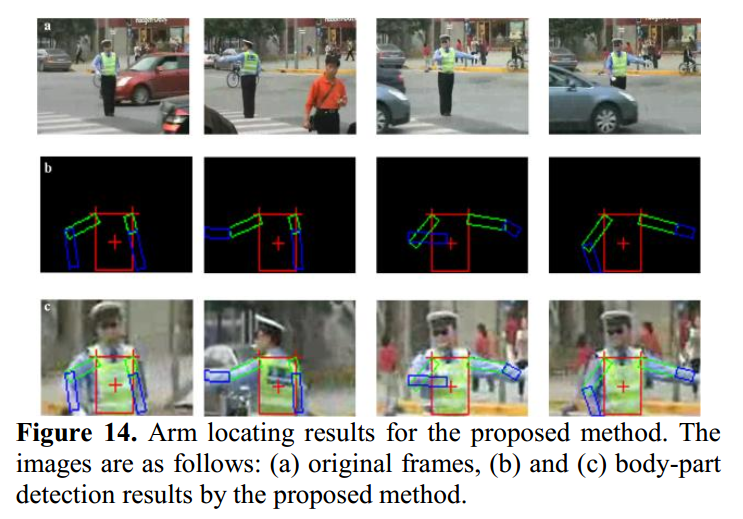 a
b
c
Figure 14. Arm locating results for the proposed method. The
images are as follows: (a) original frames, (b) and (c) body-part
detection results by the proposed method.